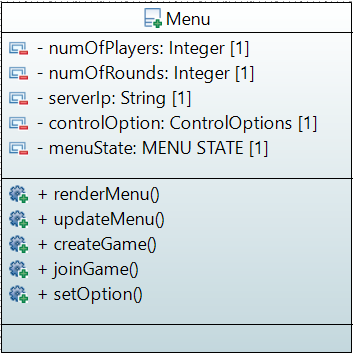 Menu
- numOfPlayers: Integer [1]
- numOfRounds: Integer [1]
- serverIp: String [1]
- controlOption: ControlOptions [1]
- menuState: MENU STATE [1]
+ renderMenu()
+ updateMenu()
+ createGame()
+ joinGame()
+ setOption()